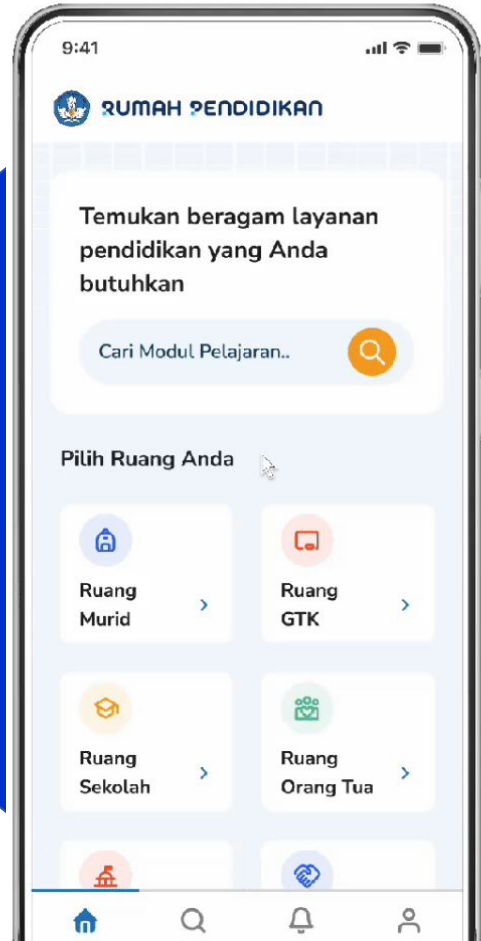 9:41
RUMAH PENDIDIKAN
Temukan beragam layanan
pendidikan yang Anda
butuhkan
Cari Modul Pelajaran..
Pilih Ruang Anda
Ruang
Murid
Ruang
GTK
Ruang
Sekolah
Ruang
Orang Tua